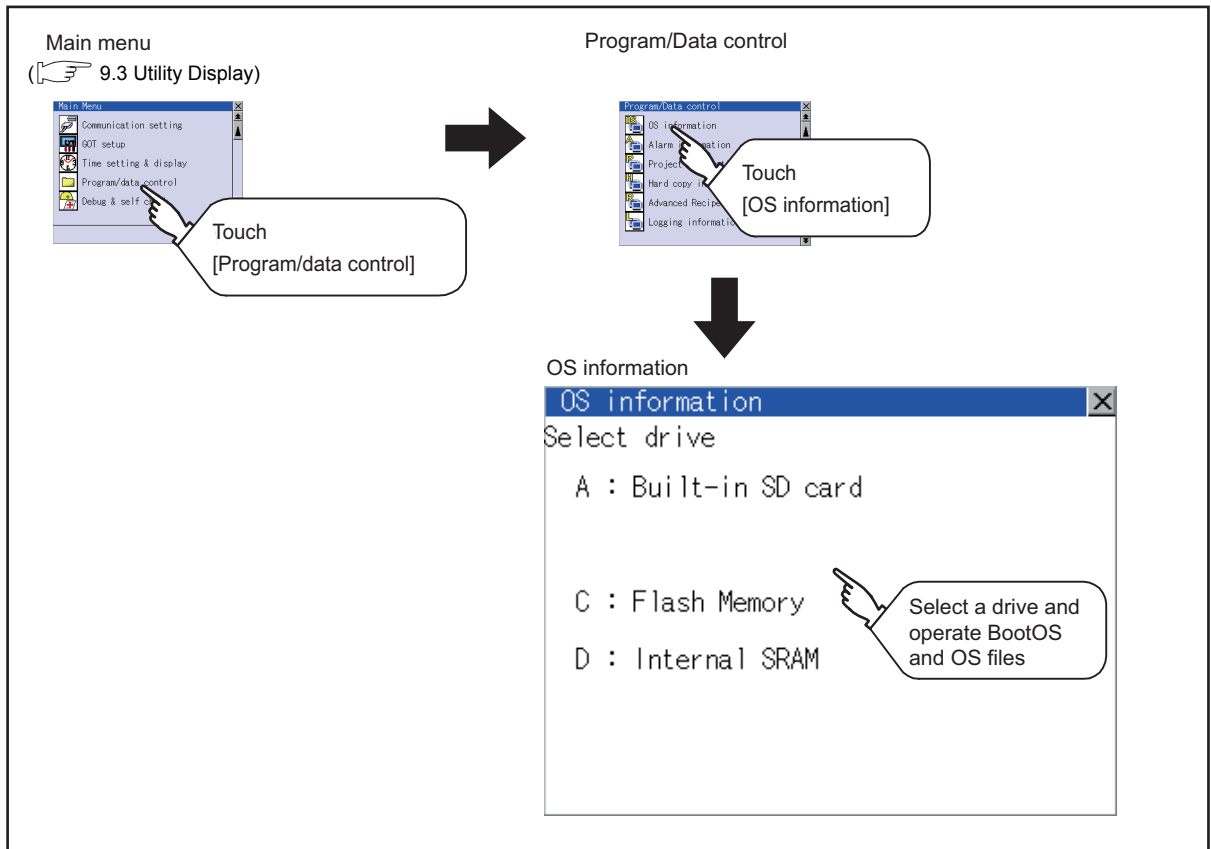 Main menu
( 9.3 Utility Display)
Main Menu
Communication setting
GOT setup
Time setting & display
Program/data control
Debug & self
Touch
[Program/data control]
Program/Data control
Program/Data control
OS information
Alarm information
Project
Hard copy
Advanced Recipe
Logging information
Touch
[OS information]
OS information
OS information
Select drive
A : Built-in SD card
C : Flash Memory
D : Internal SRAM
Select a drive and
operate BootOS
and OS files